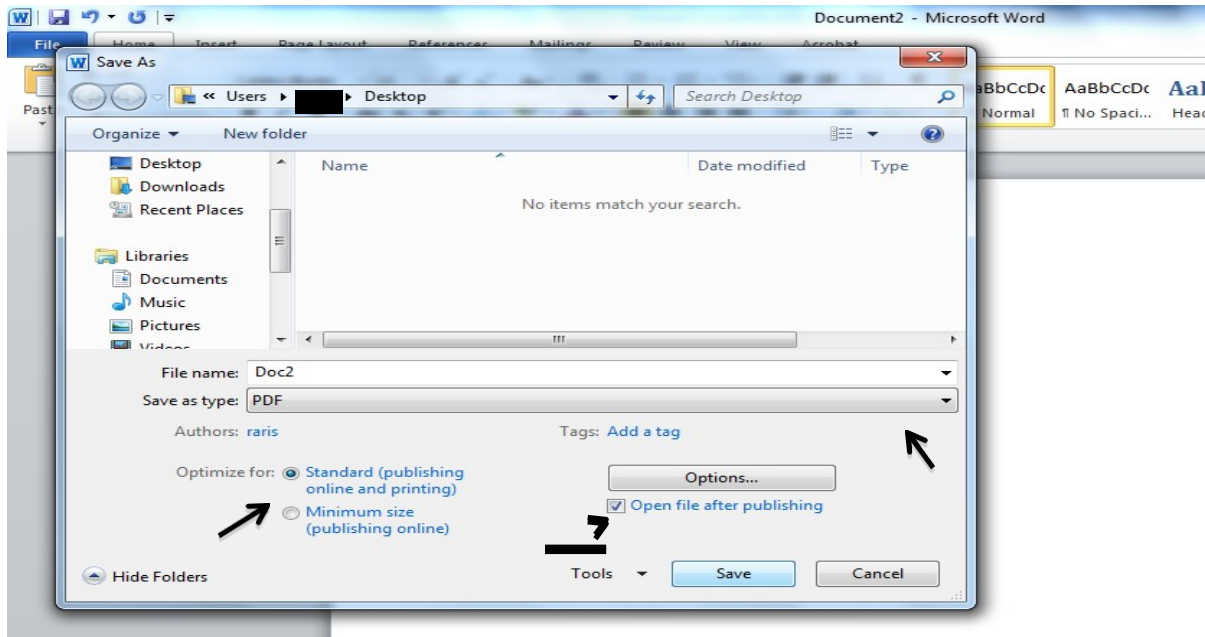 Document2 - Microsoft Word
File Home Insert Page Layout References Mailings Review View Acrobat
Save As
« Users Desktop Search Desktop
Past
AaBbCcDc AaBbCcDc
Normal ¶ No Spaci... Head
Organize New folder
Name Date modified Type
No items match your search.
Desktop
Downloads
Recent Places
Libraries
Documents
Music
Pictures
Videos
File name: Doc2
Save as type: PDF
Authors: raris Tags: Add a tag
Optimize for: Standard (publishing
online and printing)
Minimum size
(publishing online)
Options...
Open file after publishing
Hide Folders Tools Save Cancel